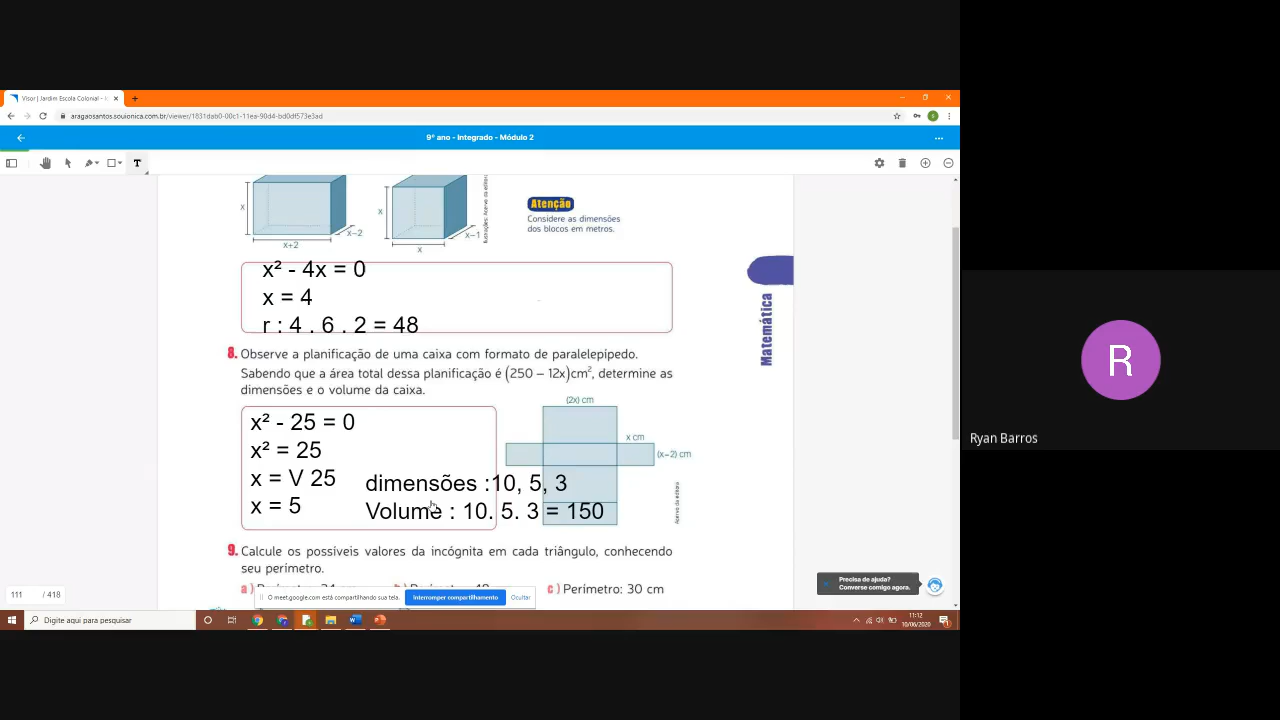 Visor | Jardim Escola Colonial - I
aragaosantos.souionica.com.br/viewer/1831dab0-00c1-11ea-90d4-bd0df573e3ad
9º ano - Integrado - Módulo 2
T
x
x+2
x−2
x
x
x−1
Atenção
Considere as dimensões
dos blocos em metros.
x² - 4x = 0
x = 4
r : 4 . 6 . 2 = 48
Matemática
8. Observe a planificação de uma caixa com formato de paralelepípedo.
Sabendo que a área total dessa planificação é (250 − 12x)cm², determine as
dimensões e o volume da caixa.
(2x) cm
x cm
(x−2) cm
x² - 25 = 0
x² = 25
x = V 25
x = 5
dimensões :10, 5, 3
Volume : 10. 5. 3 = 150
Acervo da editora
9. Calcule os possíveis valores da incógnita em cada triângulo, conhecendo
seu perímetro.
c) Perímetro: 30 cm
111 / 418
O meet.google.com está compartilhando sua tela.
Interromper compartilhamento
Ocultar
Precisa de ajuda?
Converse comigo agora.
Digite aqui para pesquisar
11:12
10/06/2020
R
Ryan Barros